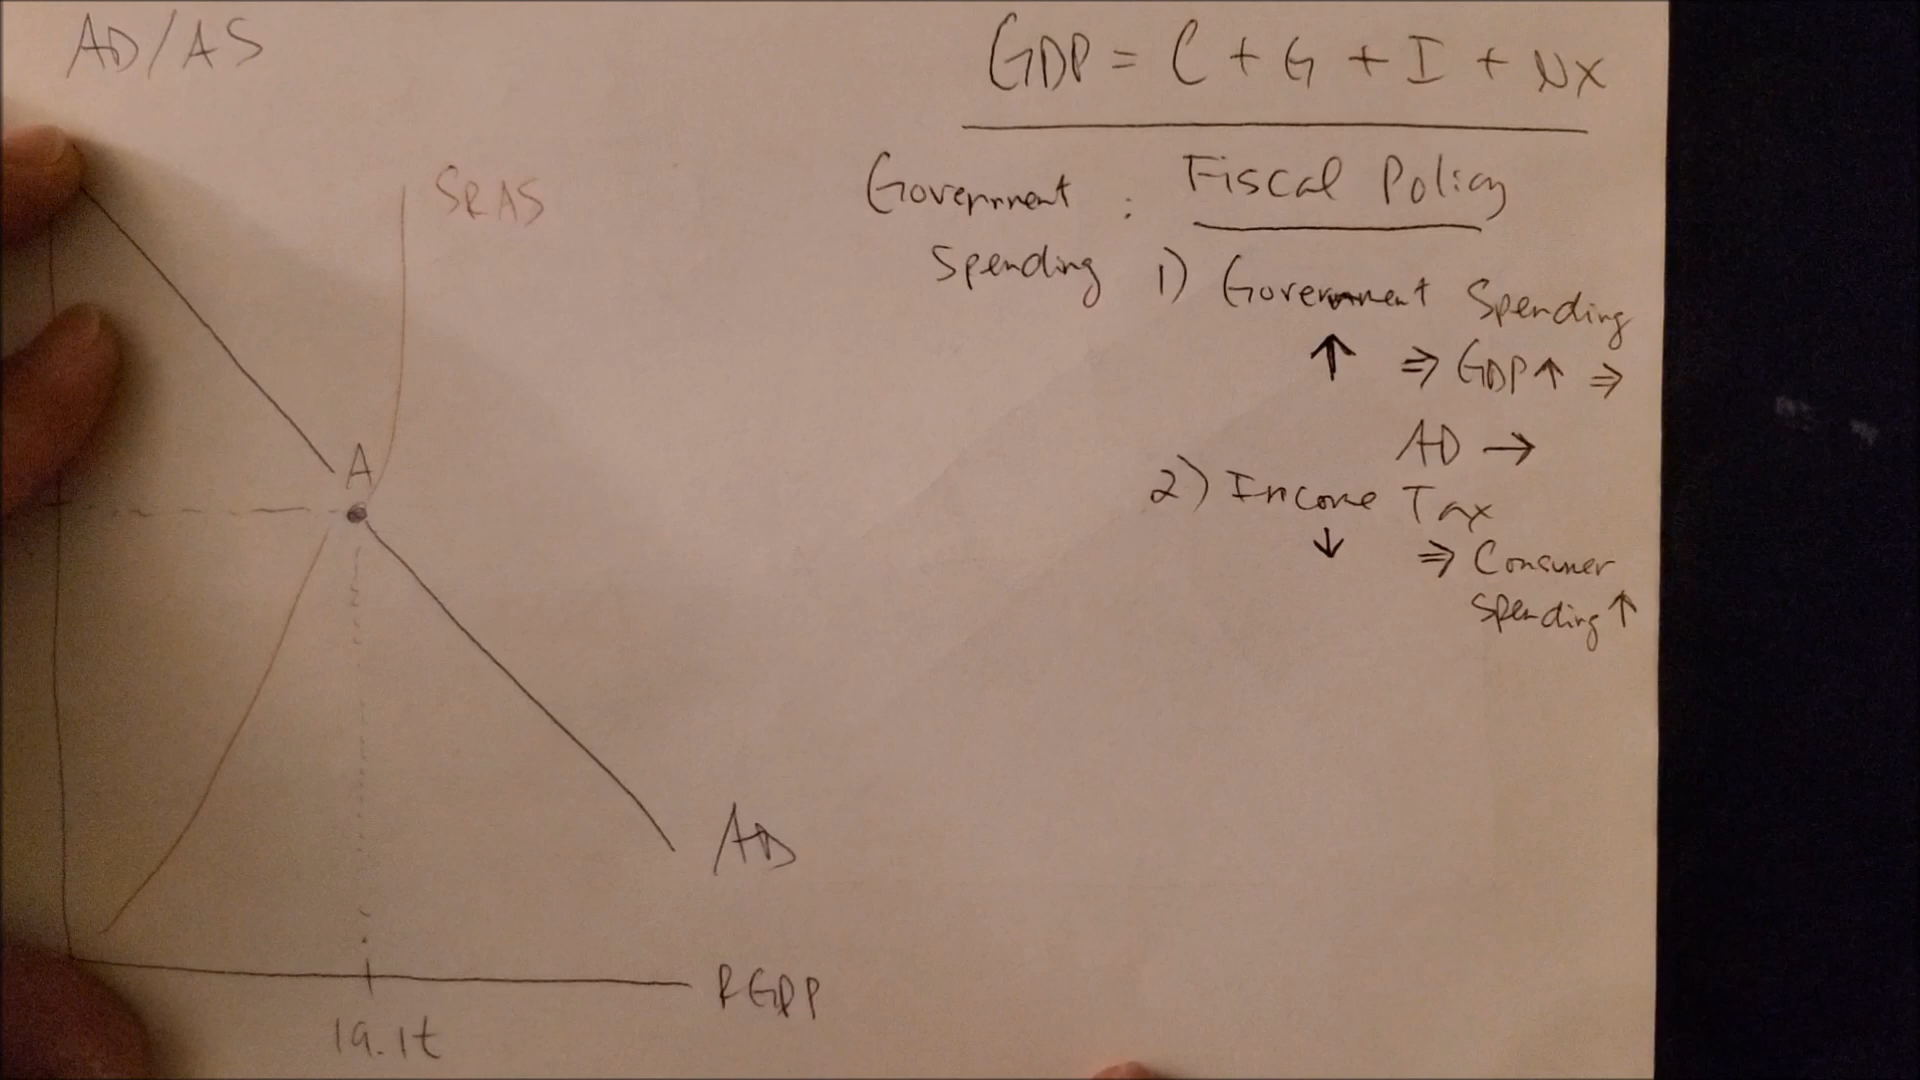 AD/AS
SRAS
A
AD
RGDP
19.1t
GDP = C + G + I + NX
Government : Fiscal Policy
Spending 1) Government Spending
↑ ⇒ GDP↑ ⇒
AD →
2) Income Tax
↓ ⇒ Consumer
Spending ↑